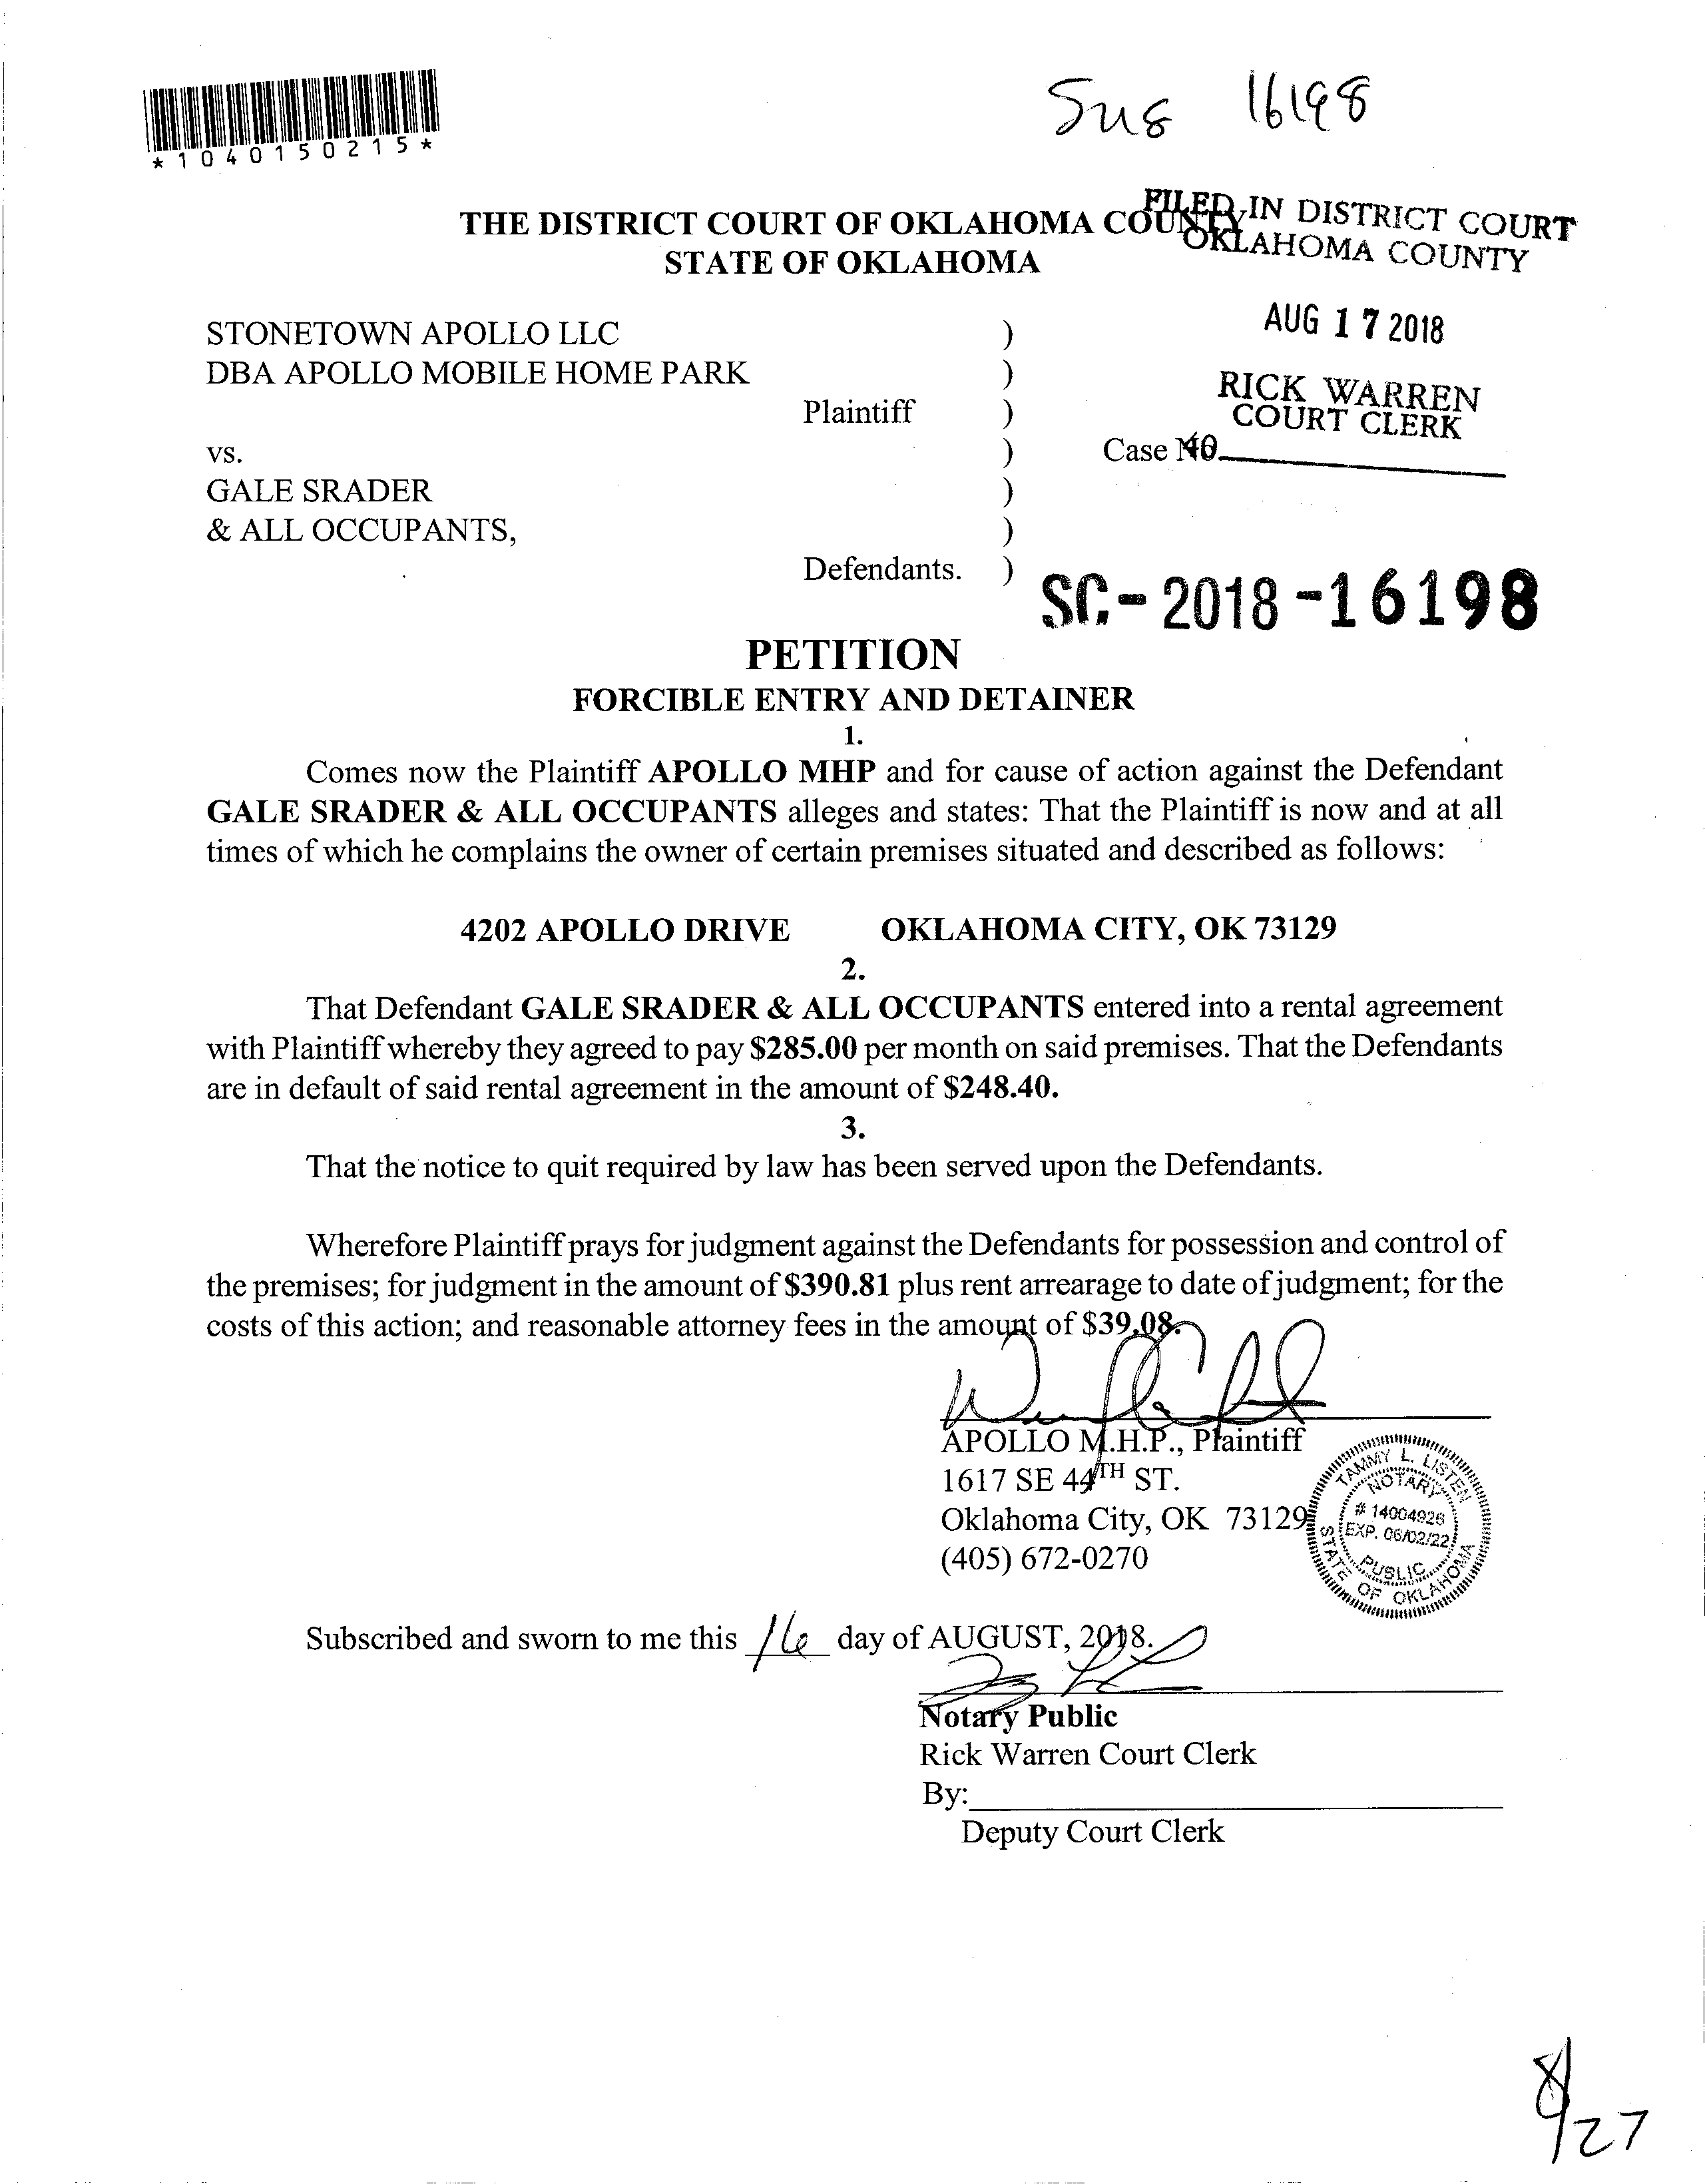 Sus 16198
*1040150215*
FILED IN DISTRICT COURT
OKLAHOMA COUNTY
THE DISTRICT COURT OF OKLAHOMA COUNTY
STATE OF OKLAHOMA
AUG 17 2018
RICK WARREN
COURT CLERK
STONETOWN APOLLO LLC )
DBA APOLLO MOBILE HOME PARK )
Plaintiff )
vs. ) Case No.
GALE SRADER )
& ALL OCCUPANTS, )
Defendants. )
SC-2018-16198
PETITION
FORCIBLE ENTRY AND DETAINER
1.
Comes now the Plaintiff APOLLO MHP and for cause of action against the Defendant
GALE SRADER & ALL OCCUPANTS alleges and states: That the Plaintiff is now and at all
times of which he complains the owner of certain premises situated and described as follows:
4202 APOLLO DRIVE OKLAHOMA CITY, OK 73129
2.
That Defendant GALE SRADER & ALL OCCUPANTS entered into a rental agreement
with Plaintiff whereby they agreed to pay $285.00 per month on said premises. That the Defendants
are in default of said rental agreement in the amount of $248.40.
3.
That the notice to quit required by law has been served upon the Defendants.
Wherefore Plaintiff prays for judgment against the Defendants for possession and control of
the premises; for judgment in the amount of $390.81 plus rent arrearage to date of judgment; for the
costs of this action; and reasonable attorney fees in the amount of $39.08.
APOLLO M.H.P., Plaintiff
1617 SE 44TH ST.
Oklahoma City, OK 73129
(405) 672-0270
TAMMY L. LISTEN
NOTARY
# 14004926
EXP. 06/02/22
PUBLIC
STATE OF OKLAHOMA
Subscribed and sworn to me this 16 day of AUGUST, 2018.
Notary Public
Rick Warren Court Clerk
By:
Deputy Court Clerk
8/27